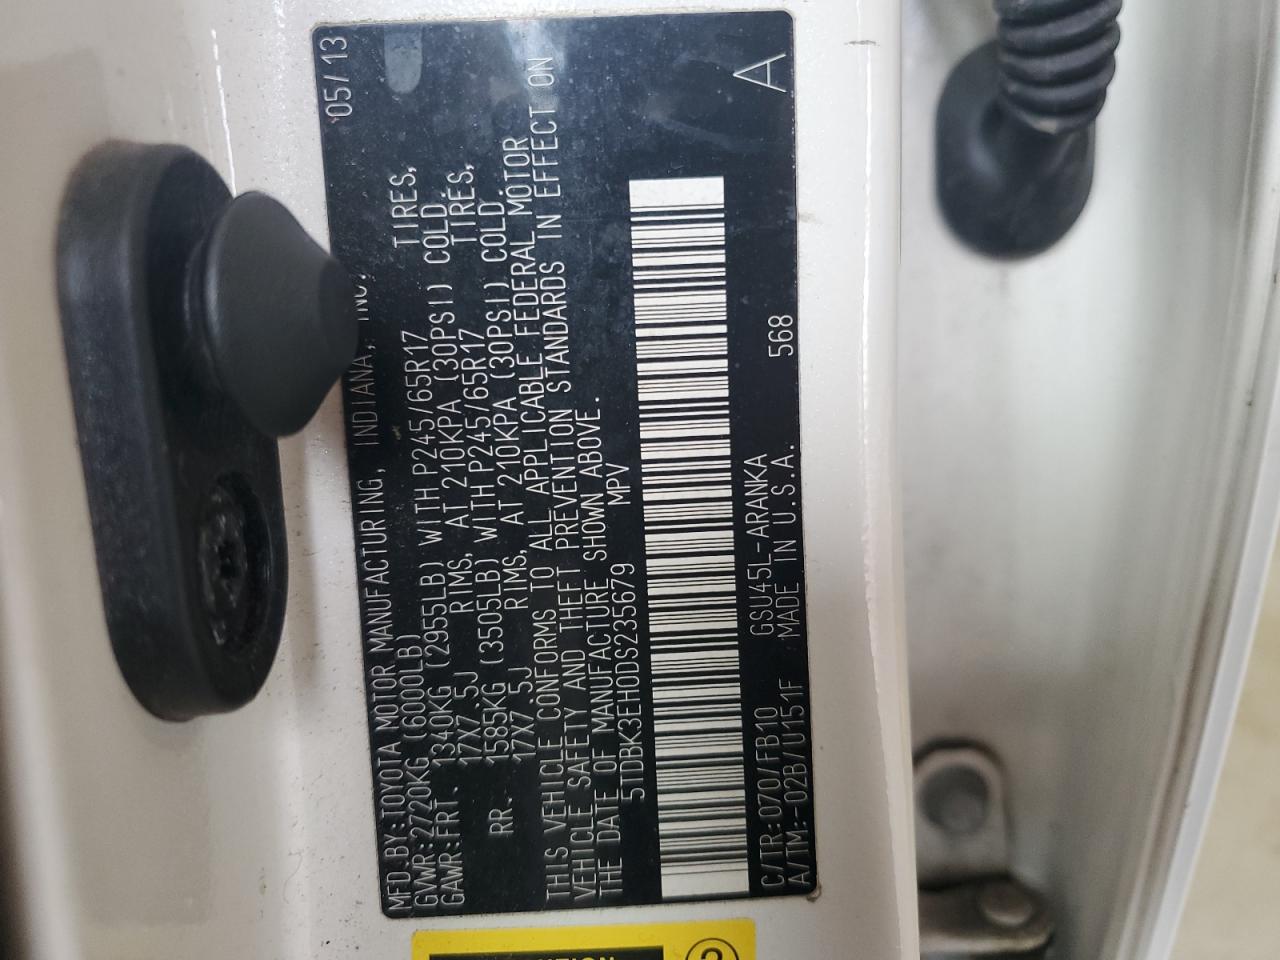 MFD.BY:TOYOTA MOTOR MANUFACTURING, INDIANA, INC. 05/13
GVWR:2720KG (6000LB)
GAWR:FRT. 1340KG (2955LB) WITH P245/65R17 TIRES,
17X7.5J RIMS, AT 210KPA (30PSI) COLD.
RR. 1585KG (3505LB) WITH P245/65R17 TIRES,
17X7.5J RIMS, AT 210KPA (30PSI) COLD.
THIS VEHICLE CONFORMS TO ALL APPLICABLE FEDERAL MOTOR
VEHICLE SAFETY AND THEFT PREVENTION STANDARDS IN EFFECT ON
THE DATE OF MANUFACTURE SHOWN ABOVE.
5TDBK3EH0DS235679 MPV
C/TR:070/FB10 GSU45L-ARANKA A
A/TM:-02B/U151F MADE IN U.S.A. 568